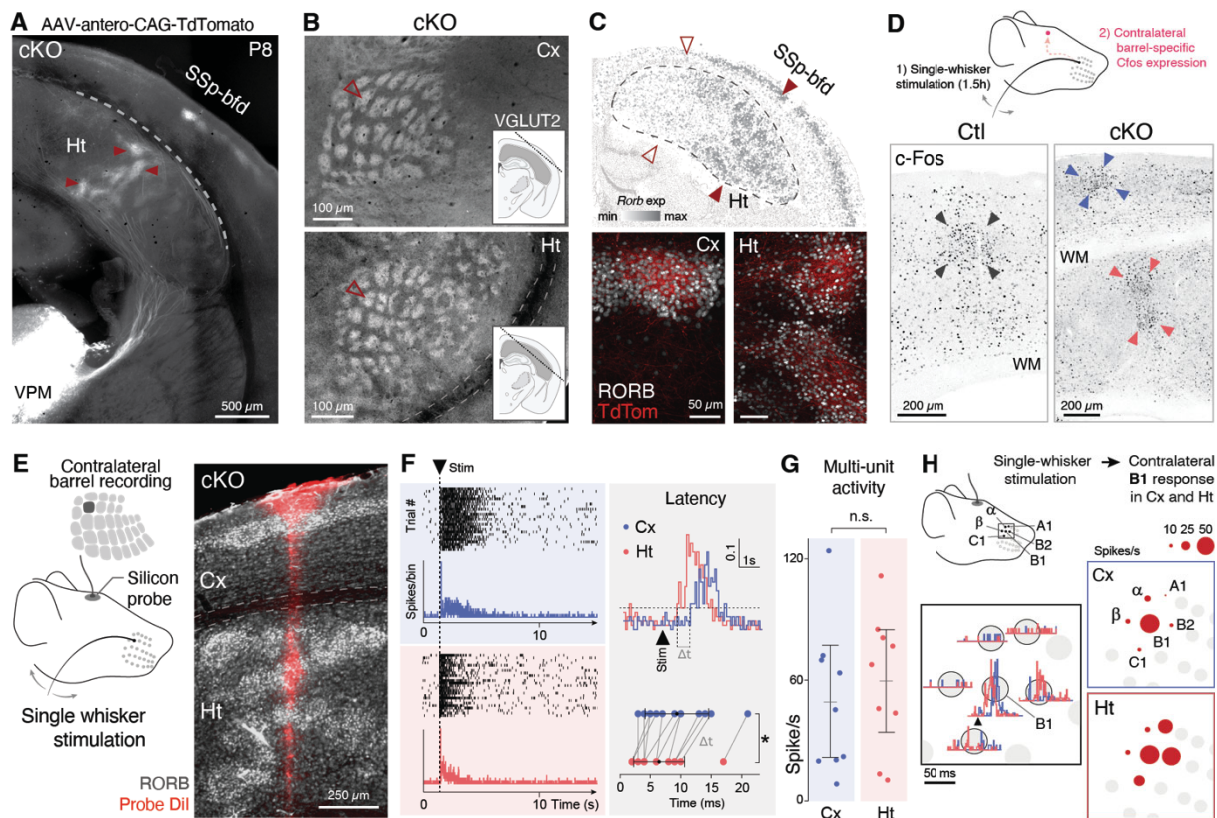 A
AAV-antero-CAG-TdTomato
cKO
P8
SSp-bfd
Ht
VPM
500 µm
B
cKO
Cx
VGLUT2
100 µm
Ht
100 µm
C
SSp-bfd
Ht
Rorb exp
min max
Cx
Ht
RORB
TdTom
50 µm
D
2) Contralateral
barrel-specific
Cfos expression
1) Single-whisker
stimulation (1.5h)
Ctl
cKO
c-Fos
WM
WM
200 µm
200 µm
E
Contralateral
barrel recording
Silicon
probe
Single whisker
stimulation
RORB
Probe DiI
cKO
Cx
Ht
250 µm
F
Stim
Trial #
Spikes/bin
0 10
0 10 Time (s)
Latency
Cx
Ht
0.1
1s
Stim
Δt
Δt
*
0 5 10 15 20
Time (ms)
G
Multi-unit
activity
n.s.
120
60
0
Spikes/s
Cx Ht
H
Single-whisker
stimulation
Contralateral
B1 response
in Cx and Ht
α
β
C1
A1
B2
B1
10 25 50
Spikes/s
Cx
α
A1
β
B2
B1
C1
B1
50 ms
Ht